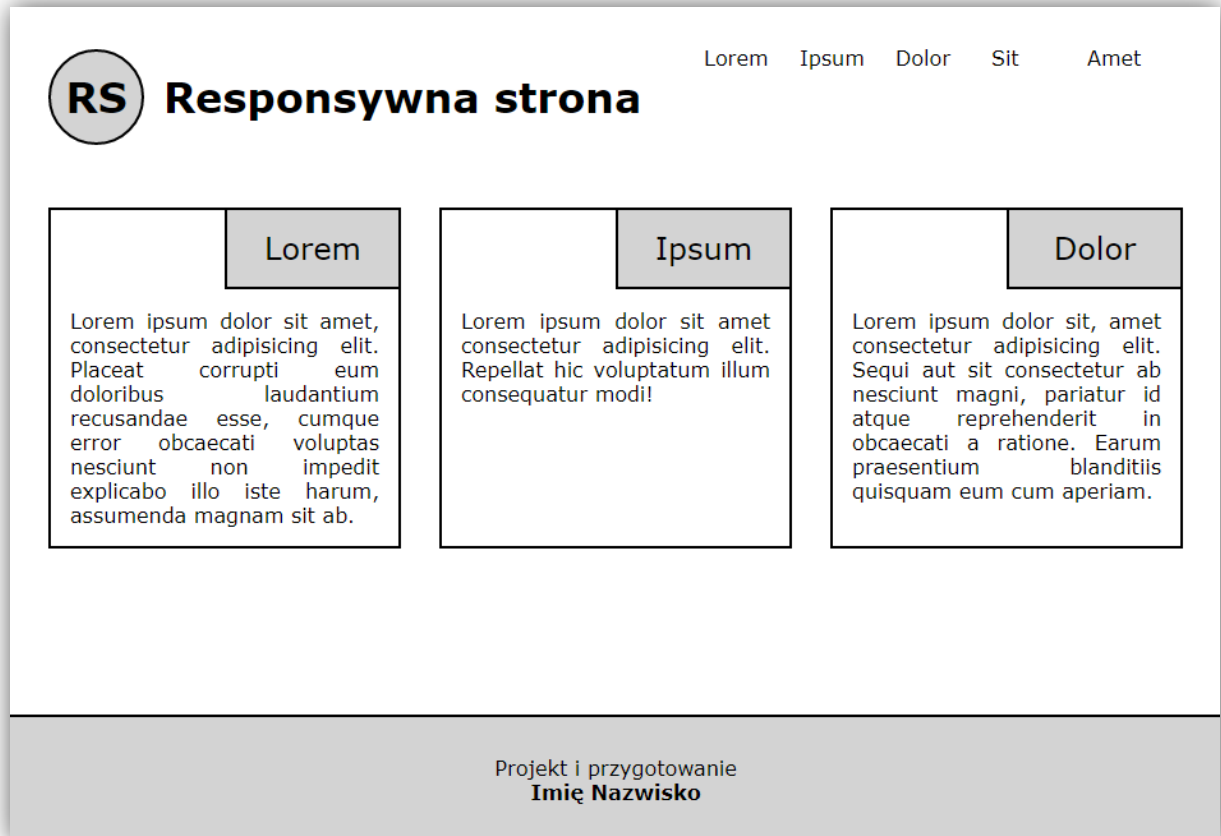 Lorem Ipsum Dolor Sit Amet
RS Responsywna strona
Lorem
Lorem ipsum dolor sit amet,
consectetur adipisicing elit.
Placeat corrupti eum
doloribus laudantium
recusandae esse, cumque
error obcaecati voluptas
nesciunt non impedit
explicabo illo iste harum,
assumenda magnam sit ab.
Ipsum
Lorem ipsum dolor sit amet
consectetur adipisicing elit.
Repellat hic voluptatum illum
consequatur modi!
Dolor
Lorem ipsum dolor sit, amet
consectetur adipisicing elit.
Sequi aut sit consectetur ab
nesciunt magni, pariatur id
atque reprehenderit in
obcaecati a ratione. Earum
praesentium blanditiis
quisquam eum cum aperiam.
Projekt i przygotowanie
Imię Nazwisko